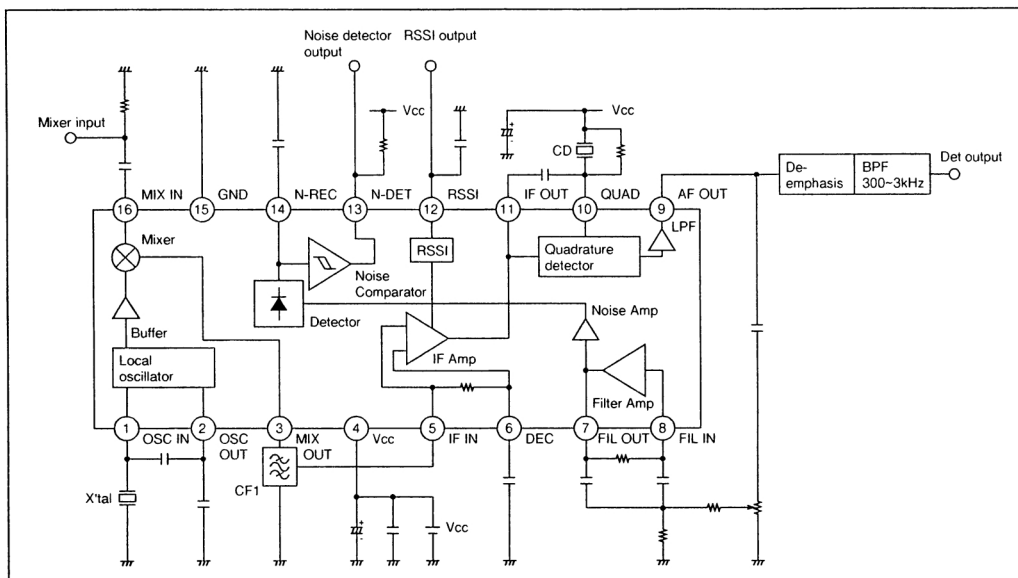 Noise detector output
RSSI output
Vcc
Vcc
Mixer input
CD
De-emphasis
BPF 300~3kHz
Det output
MIX IN
GND
N-REC
N-DET
RSSI
IF OUT
QUAD
AF OUT
16
15
14
13
12
11
10
9
Mixer
RSSI
Quadrature detector
LPF
Noise Comparator
Detector
Noise Amp
Buffer
IF Amp
Local oscillator
Filter Amp
1
2
3
4
5
6
7
8
OSC IN
OSC OUT
MIX OUT
Vcc
IF IN
DEC
FIL OUT
FIL IN
X'tal
CF1
Vcc